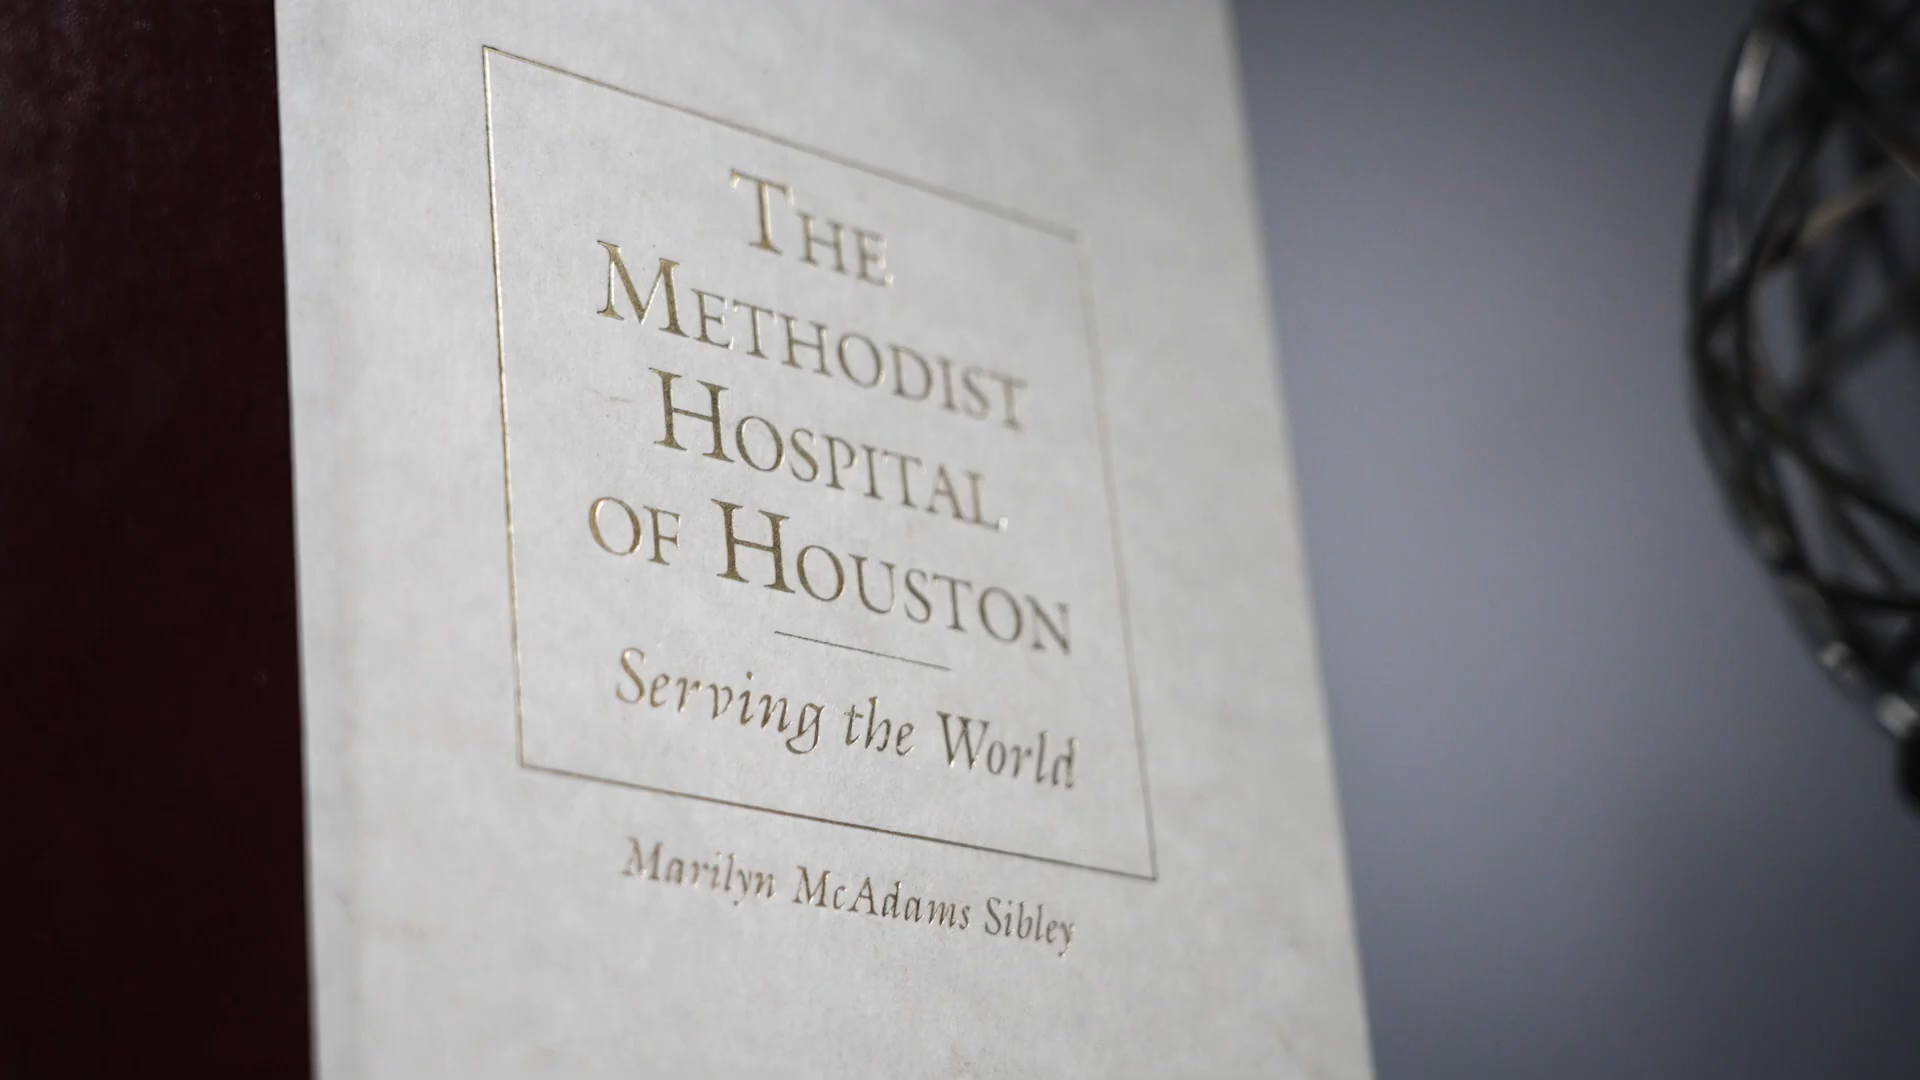 THE
METHODIST
HOSPITAL
OF HOUSTON
Serving the World
Marilyn McAdams Sibley